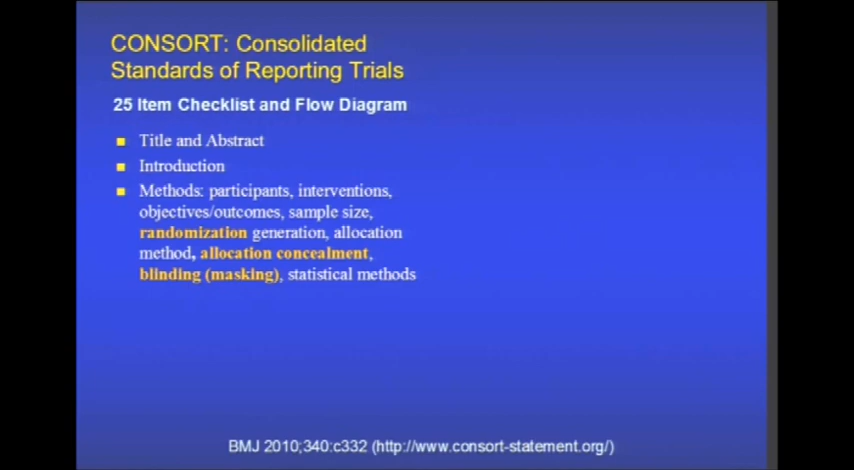 CONSORT: Consolidated
Standards of Reporting Trials
25 Item Checklist and Flow Diagram
Title and Abstract
Introduction
Methods: participants, interventions,
objectives/outcomes, sample size,
randomization generation, allocation
method, allocation concealment,
blinding (masking), statistical methods
BMJ 2010;340:c332 (http://www.consort-statement.org/)